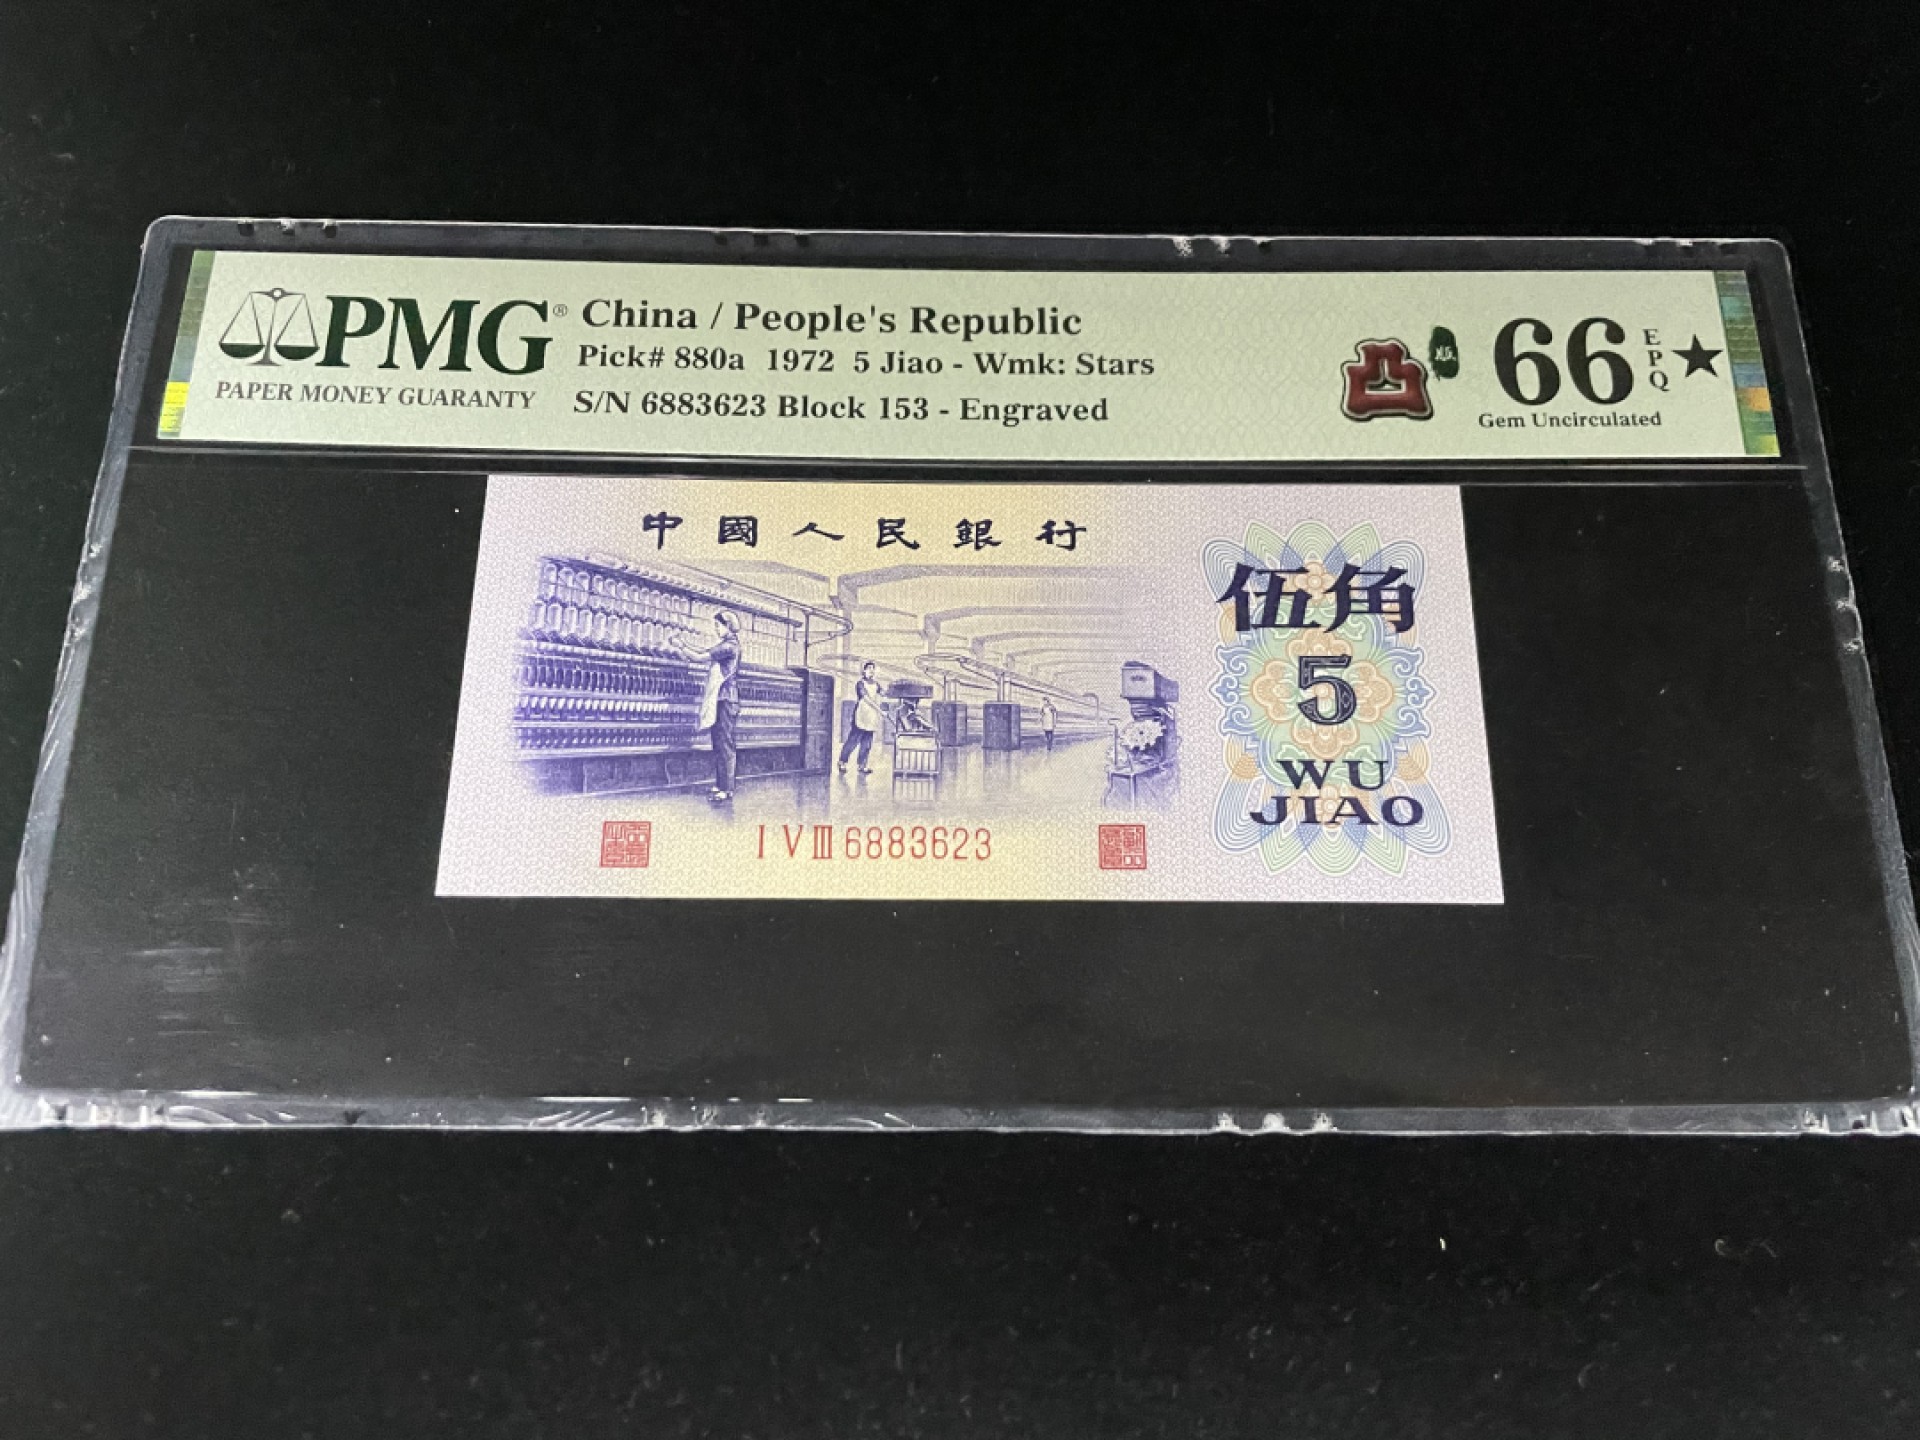 PMG®
PAPER MONEY GUARANTY
China / People's Republic
Pick# 880a 1972 5 Jiao - Wmk: Stars
S/N 6883623 Block 153 - Engraved
66 EPQ ★
Gem Uncirculated
中國人民銀行
伍角
5
WU
JIAO
I V III 6883623